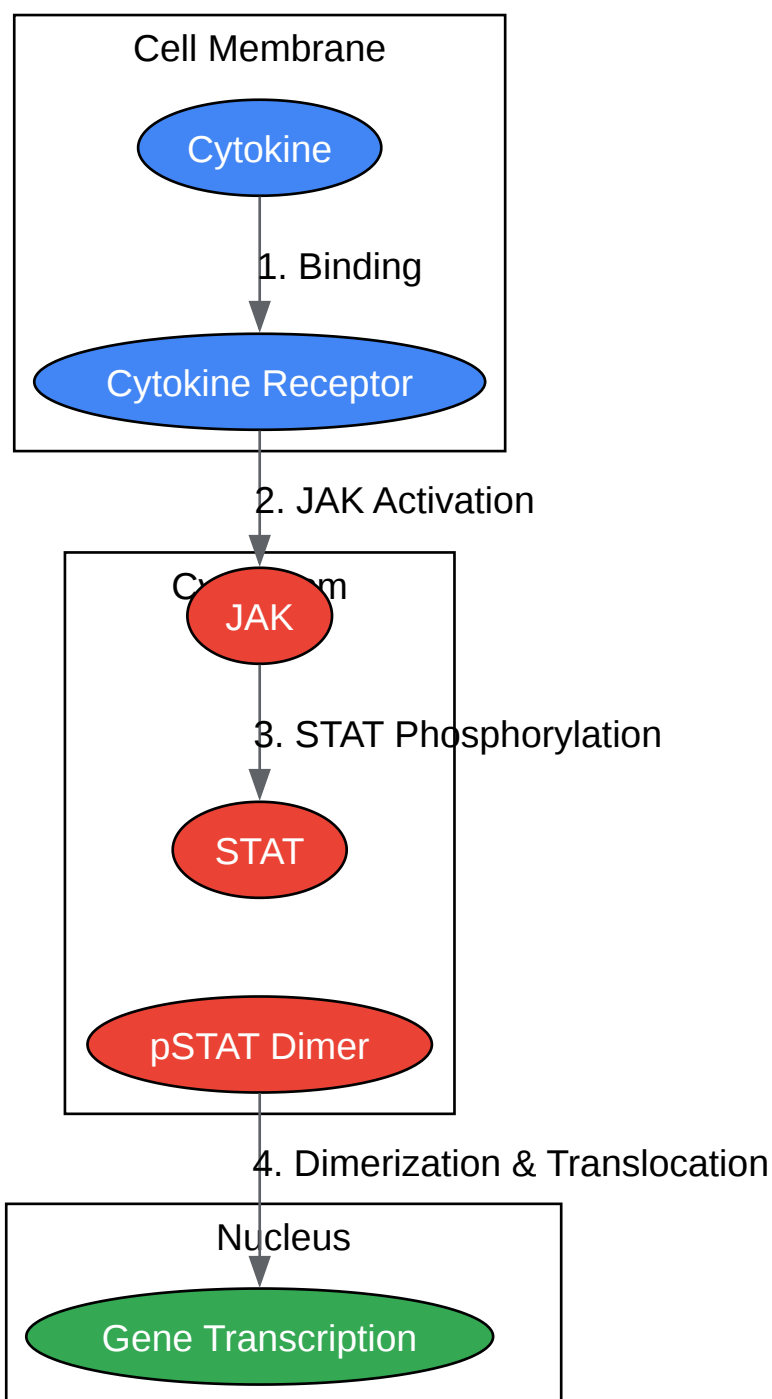 Cell Membrane
Cytokine
1. Binding
Cytokine Receptor
2. JAK Activation
JAK
3. STAT Phosphorylation
STAT
pSTAT Dimer
4. Dimerization & Translocation
Nucleus
Gene Transcription